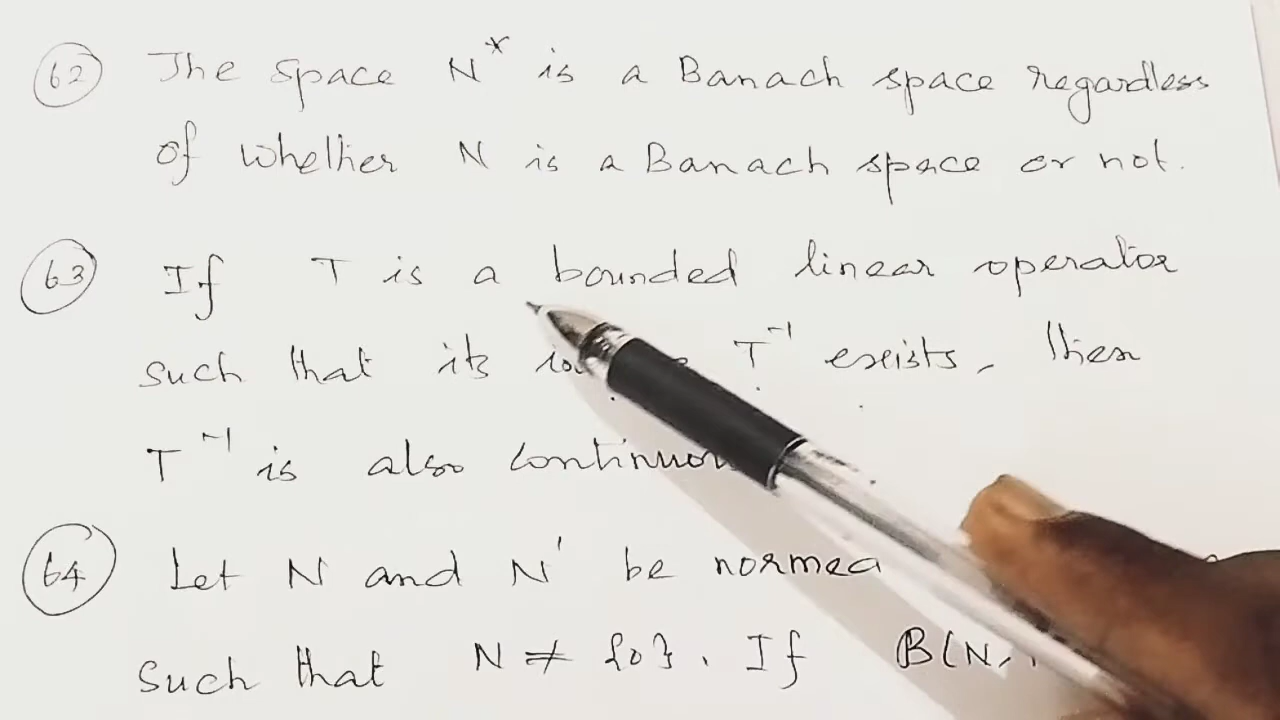 62 The space N* is a Banach space regardless
of whether N is a Banach space or not.
63 If T is a bounded linear operator
such that its T⁻¹ exists, then
T⁻¹ is also
64 Let N and N' be
such that N ≠ {0}. If B(N,